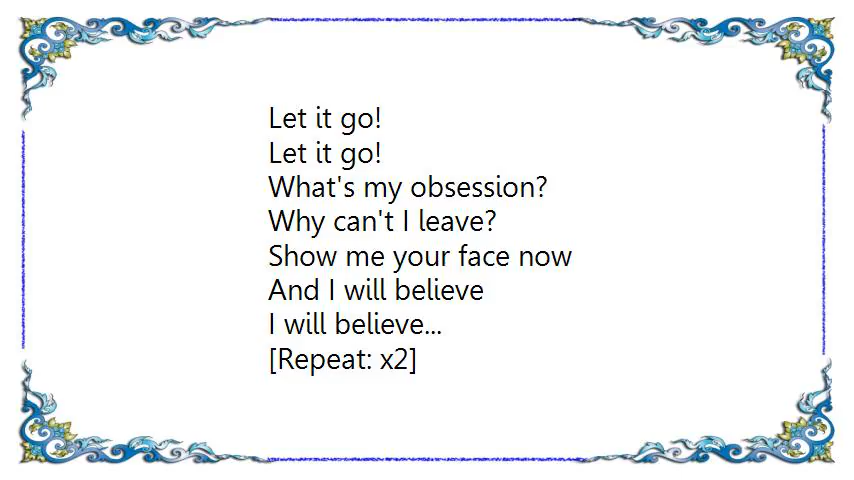 Let it go!
Let it go!
What's my obsession?
Why can't I leave?
Show me your face now
And I will believe
I will believe...
[Repeat: x2]